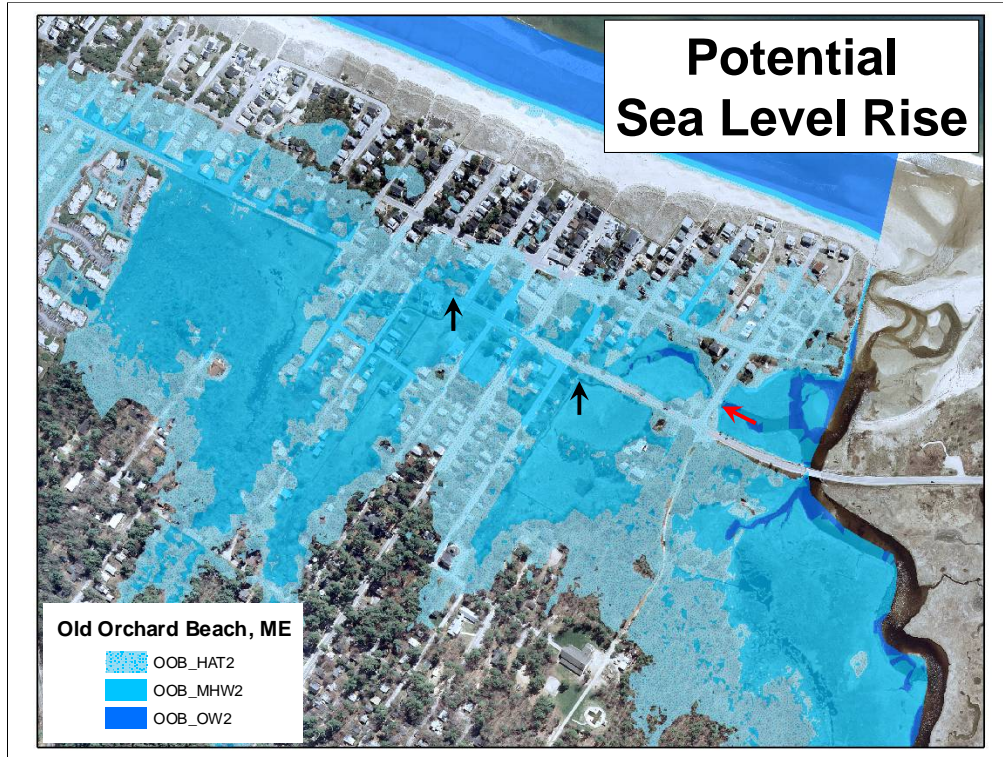 Potential
Sea Level Rise
Old Orchard Beach, ME
OOB_HAT2
OOB_MHW2
OOB_OW2